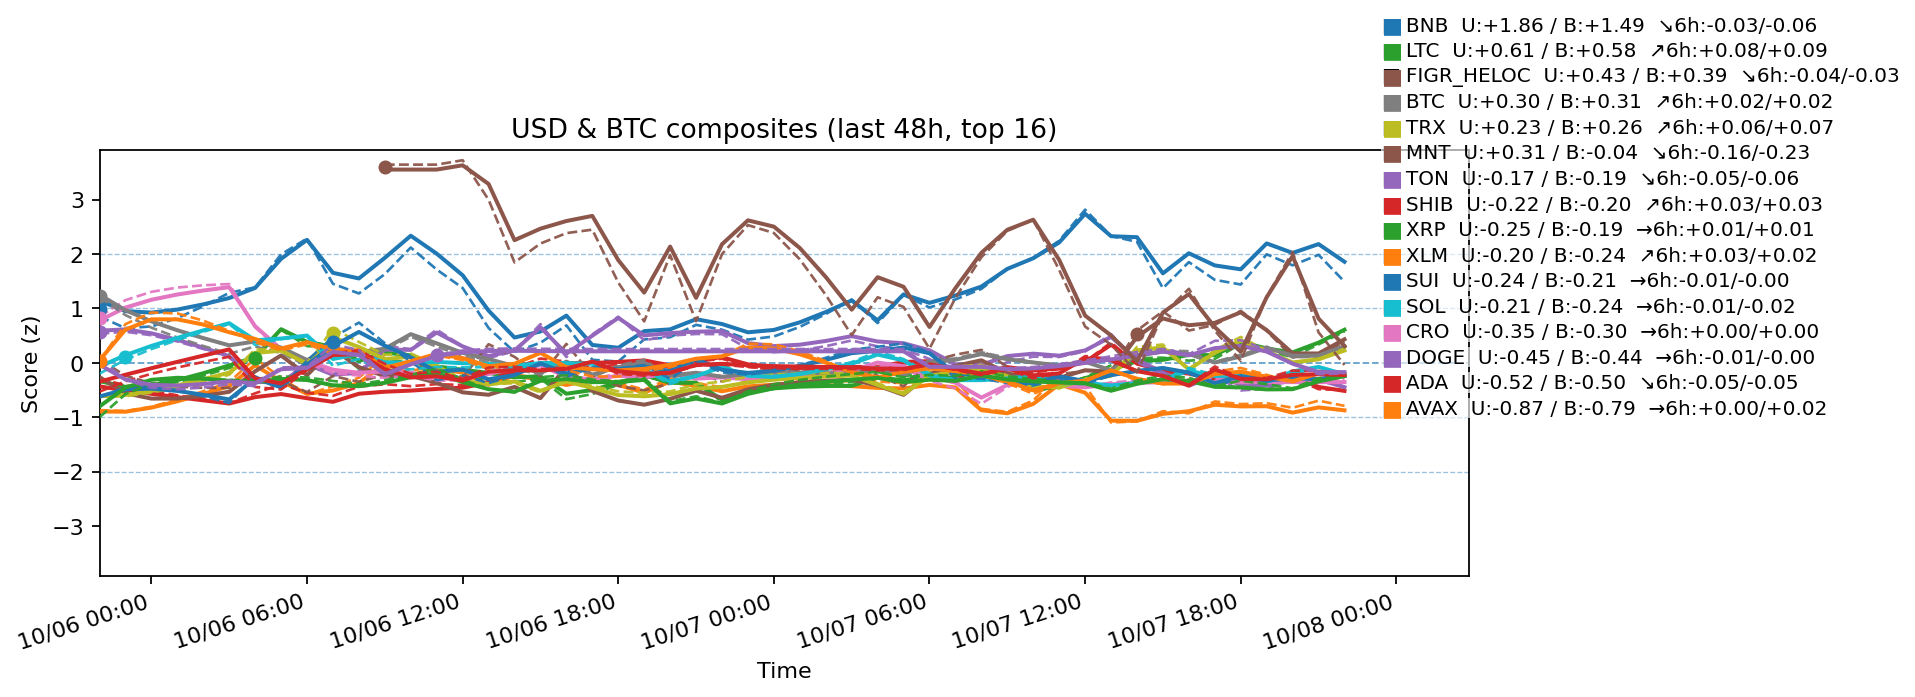 BNB U:+1.86 / B:+1.49 ↘6h:-0.03/-0.06
LTC U:+0.61 / B:+0.58 ↗6h:+0.08/+0.09
FIGR_HELOC U:+0.43 / B:+0.39 ↘6h:-0.04/-0.03
BTC U:+0.30 / B:+0.31 ↗6h:+0.02/+0.02
TRX U:+0.23 / B:+0.26 ↗6h:+0.06/+0.07
MNT U:+0.31 / B:-0.04 ↘6h:-0.16/-0.23
TON U:-0.17 / B:-0.19 ↘6h:-0.05/-0.06
SHIB U:-0.22 / B:-0.20 ↗6h:+0.03/+0.03
XRP U:-0.25 / B:-0.19 →6h:+0.01/+0.01
XLM U:-0.20 / B:-0.24 ↗6h:+0.03/+0.02
SUI U:-0.24 / B:-0.21 →6h:-0.01/-0.00
SOL U:-0.21 / B:-0.24 →6h:-0.01/-0.02
CRO U:-0.35 / B:-0.30 →6h:+0.00/+0.00
DOGE U:-0.45 / B:-0.44 →6h:-0.01/-0.00
ADA U:-0.52 / B:-0.50 ↘6h:-0.05/-0.05
AVAX U:-0.87 / B:-0.79 →6h:+0.00/+0.02
USD & BTC composites (last 48h, top 16)
Score (z)
3
2
1
0
−1
−2
−3
10/06 00:00
10/06 06:00
10/06 12:00
10/06 18:00
10/07 00:00
10/07 06:00
10/07 12:00
10/07 18:00
10/08 00:00
Time